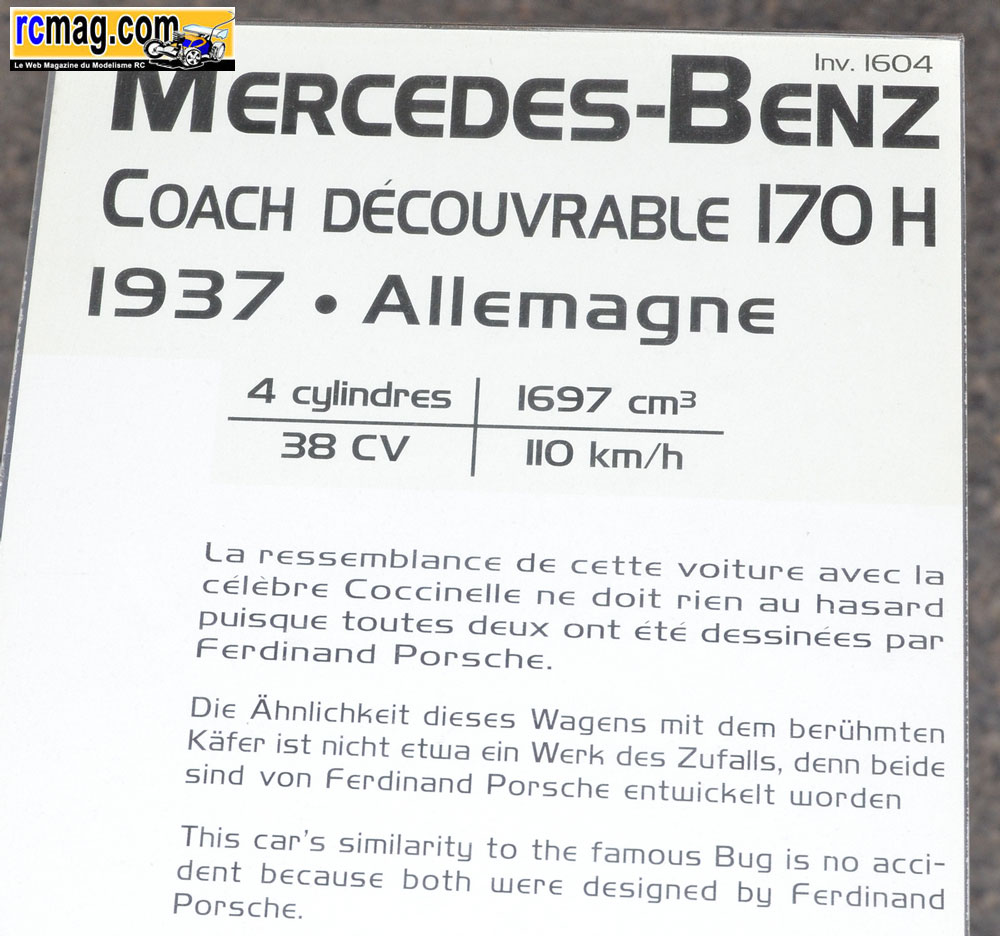 rcmag.com
Le Web Magazine du Modelisme RC
Inv. 1604
MERCEDES-BENZ
COACH DÉCOUVRABLE 170 H
1937 • Allemagne
4 cylindres 1697 cm³
38 CV 110 km/h
La ressemblance de cette voiture avec la
célèbre Coccinelle ne doit rien au hasard
puisque toutes deux ont été dessinées par
Ferdinand Porsche.
Die Ähnlichkeit dieses Wagens mit dem berühmten
Käfer ist nicht etwa ein Werk des Zufalls, denn beide
sind von Ferdinand Porsche entwickelt worden
This car's similarity to the famous Bug is no acci-
dent because both were designed by Ferdinand
Porsche.